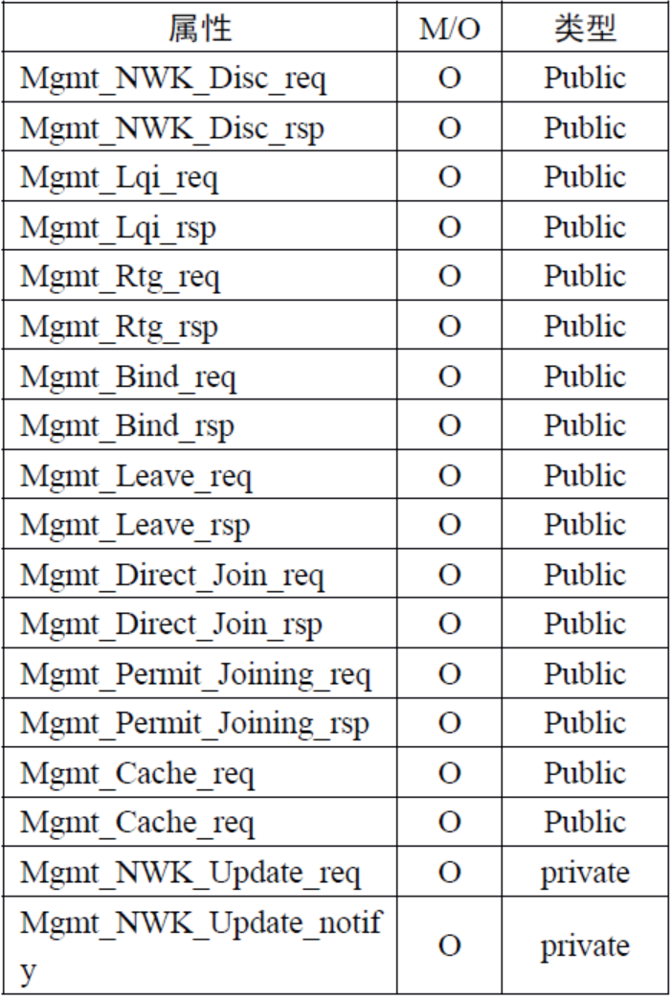 属性 M/O 类型
Mgmt_NWK_Disc_req O Public
Mgmt_NWK_Disc_rsp O Public
Mgmt_Lqi_req O Public
Mgmt_Lqi_rsp O Public
Mgmt_Rtg_req O Public
Mgmt_Rtg_rsp O Public
Mgmt_Bind_req O Public
Mgmt_Bind_rsp O Public
Mgmt_Leave_req O Public
Mgmt_Leave_rsp O Public
Mgmt_Direct_Join_req O Public
Mgmt_Direct_Join_rsp O Public
Mgmt_Permit_Joining_req O Public
Mgmt_Permit_Joining_rsp O Public
Mgmt_Cache_req O Public
Mgmt_Cache_req O Public
Mgmt_NWK_Update_req O private
Mgmt_NWK_Update_notif
y O private